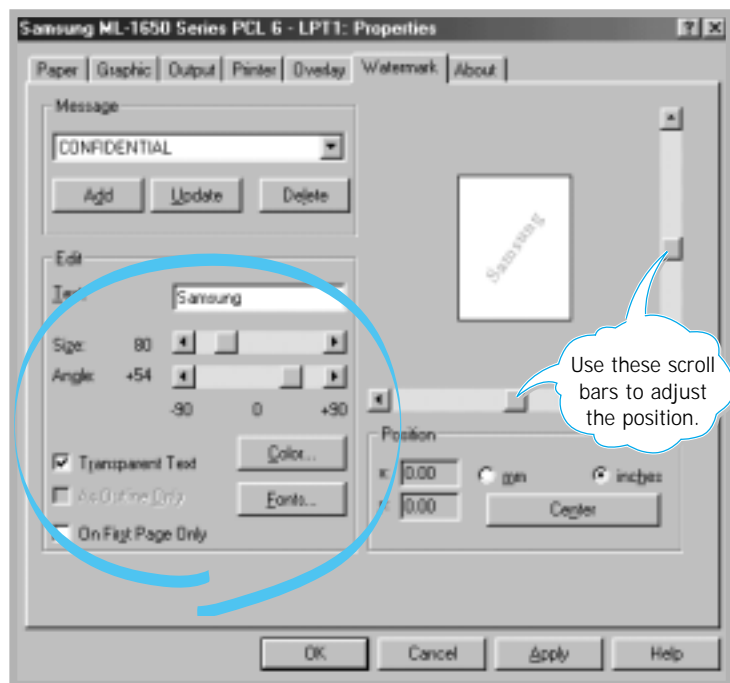 Samsung ML-1650 Series PCL 6 - LPT1: Properties
Paper Graphic Output Printer Overlay Watermark About
Message
CONFIDENTIAL
Add Update Delete
Edit
Samsung
Size: 80
Angle: +54
-90 0 +90
Transparent Text
Color...
As Outline Only
Fonts...
On First Page Only
Samsung
Use these scroll
bars to adjust
the position.
Position
X: 0.00 mm inches
0.00 Center
OK Cancel Apply Help